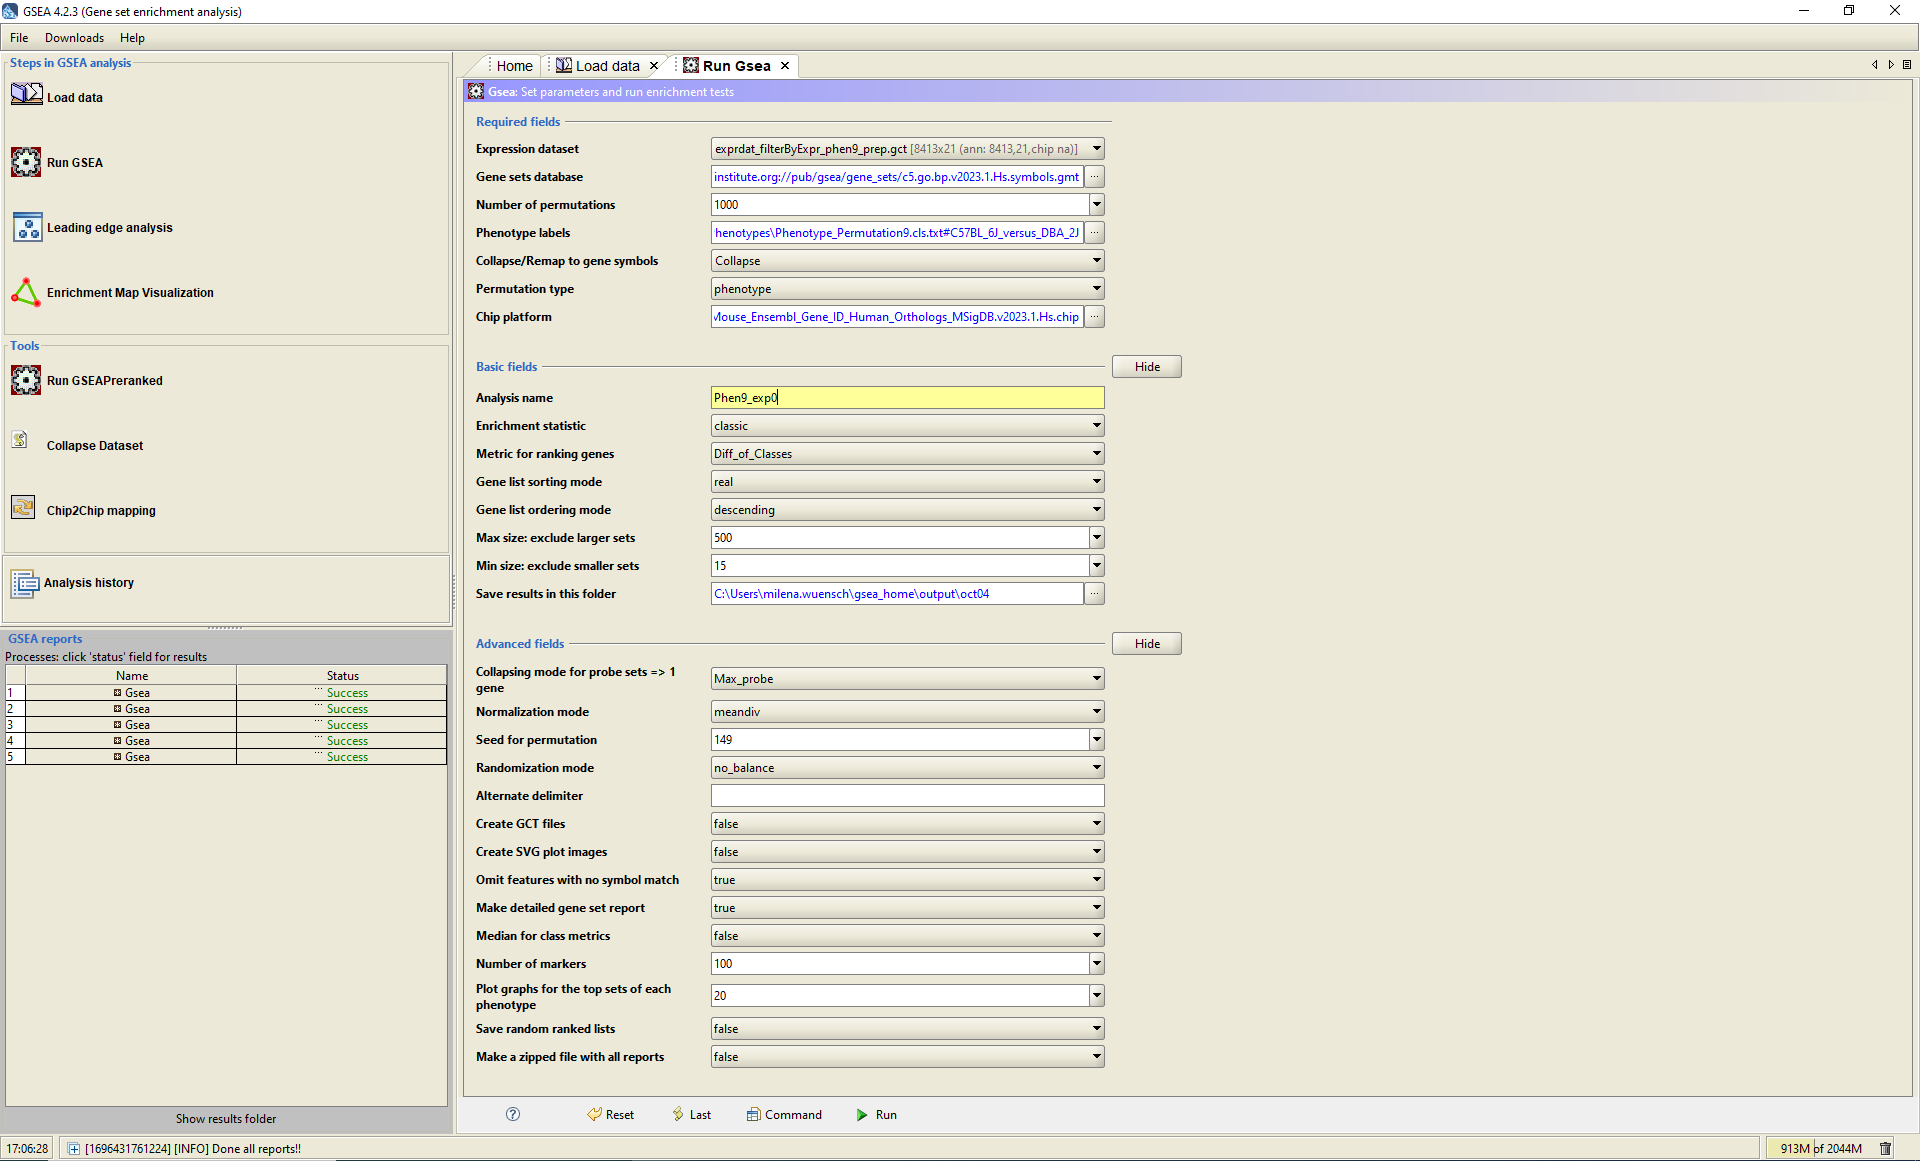 GSEA 4.2.3 (Gene set enrichment analysis)
File Downloads Help
Steps in GSEA analysis
Load data
Run GSEA
Leading edge analysis
Enrichment Map Visualization
Tools
Run GSEAPreranked
Collapse Dataset
Chip2Chip mapping
Analysis history
GSEA reports
Processes: click 'status' field for results
Name Status
1 Gsea ... Success
2 Gsea ... Success
3 Gsea ... Success
4 Gsea ... Success
5 Gsea ... Success
Show results folder
Home Load data Run Gsea
Gsea: Set parameters and run enrichment tests
Required fields
Expression dataset exprdat_filterByExpr_phen9_prep.gct [8413x21 (ann: 8413,21,chip na)]
Gene sets database institute.org://pub/gsea/gene_sets/c5.go.bp.v2023.1.Hs.symbols.gmt ...
Number of permutations 1000
Phenotype labels henotypes\Phenotype_Permutation9.cls.txt#C57BL_6J_versus_DBA_2J ...
Collapse/Remap to gene symbols Collapse
Permutation type phenotype
Chip platform Mouse_Ensembl_Gene_ID_Human_Orthologs_MSigDB.v2023.1.Hs.chip ...
Basic fields Hide
Analysis name Phen9_exp0
Enrichment statistic classic
Metric for ranking genes Diff_of_Classes
Gene list sorting mode real
Gene list ordering mode descending
Max size: exclude larger sets 500
Min size: exclude smaller sets 15
Save results in this folder C:\Users\milena.wuensch\gsea_home\output\oct04 ...
Advanced fields Hide
Collapsing mode for probe sets => 1
gene Max_probe
Normalization mode meandiv
Seed for permutation 149
Randomization mode no_balance
Alternate delimiter
Create GCT files false
Create SVG plot images false
Omit features with no symbol match true
Make detailed gene set report true
Median for class metrics false
Number of markers 100
Plot graphs for the top sets of each
phenotype 20
Save random ranked lists false
Make a zipped file with all reports false
? Reset Last Command Run
17:06:28 [1696431761224] [INFO] Done all reports!! 913M of 2044M